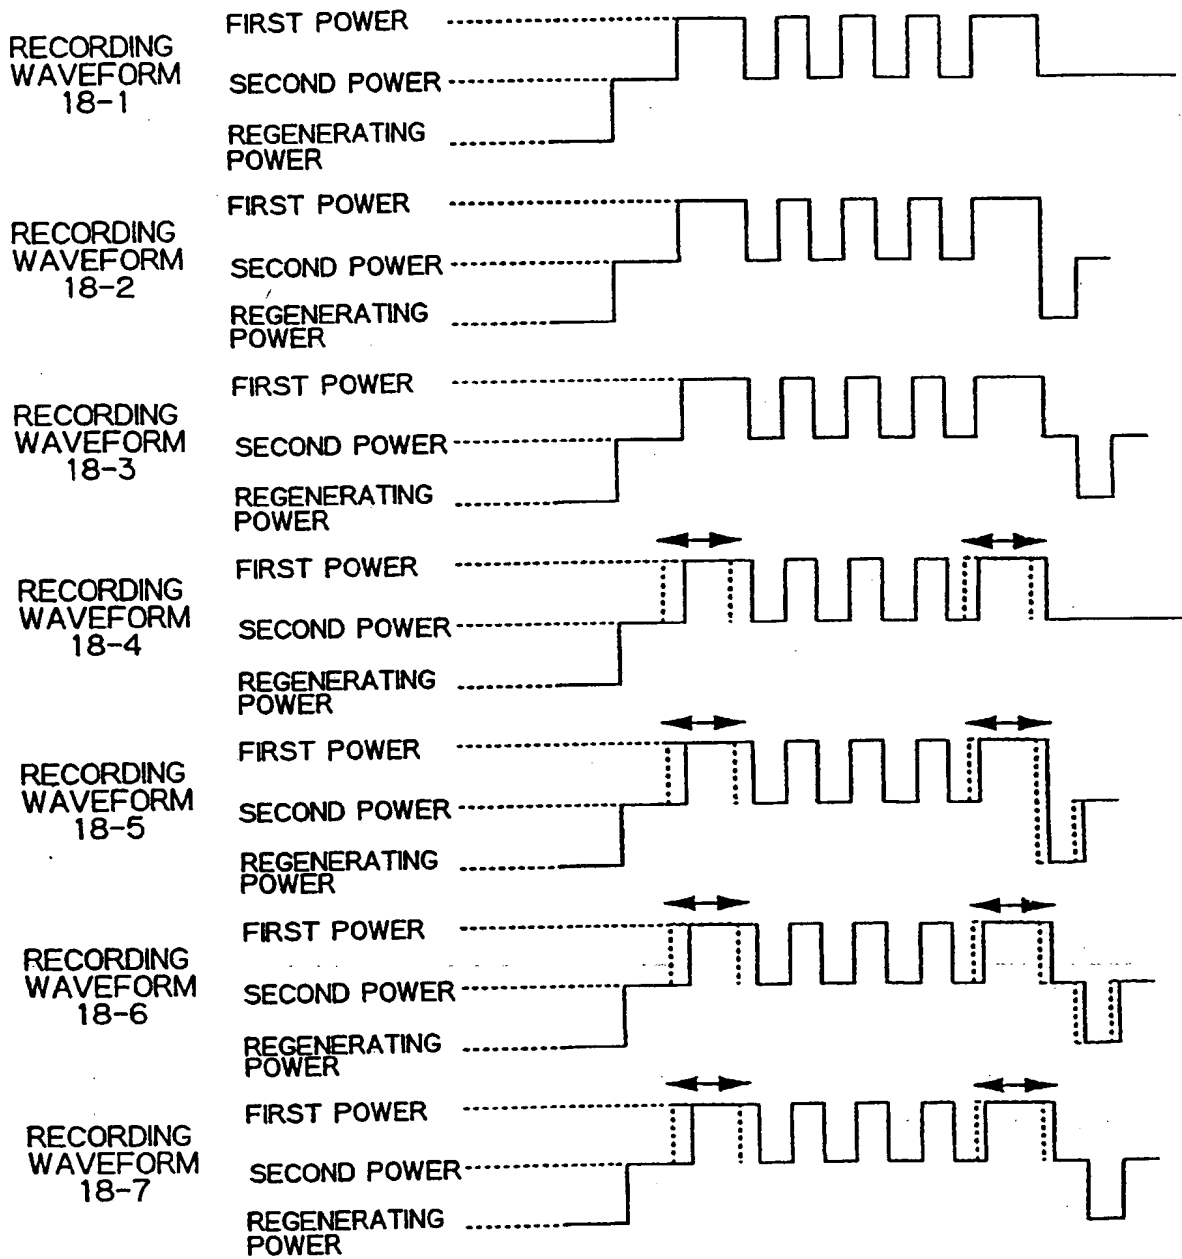 RECORDING
WAVEFORM
18-1
FIRST POWER
SECOND POWER
REGENERATING
POWER
RECORDING
WAVEFORM
18-2
FIRST POWER
SECOND POWER
REGENERATING
POWER
RECORDING
WAVEFORM
18-3
FIRST POWER
SECOND POWER
REGENERATING
POWER
RECORDING
WAVEFORM
18-4
FIRST POWER
SECOND POWER
REGENERATING
POWER
RECORDING
WAVEFORM
18-5
FIRST POWER
SECOND POWER
REGENERATING
POWER
RECORDING
WAVEFORM
18-6
FIRST POWER
SECOND POWER
REGENERATING
POWER
RECORDING
WAVEFORM
18-7
FIRST POWER
SECOND POWER
REGENERATING
POWER